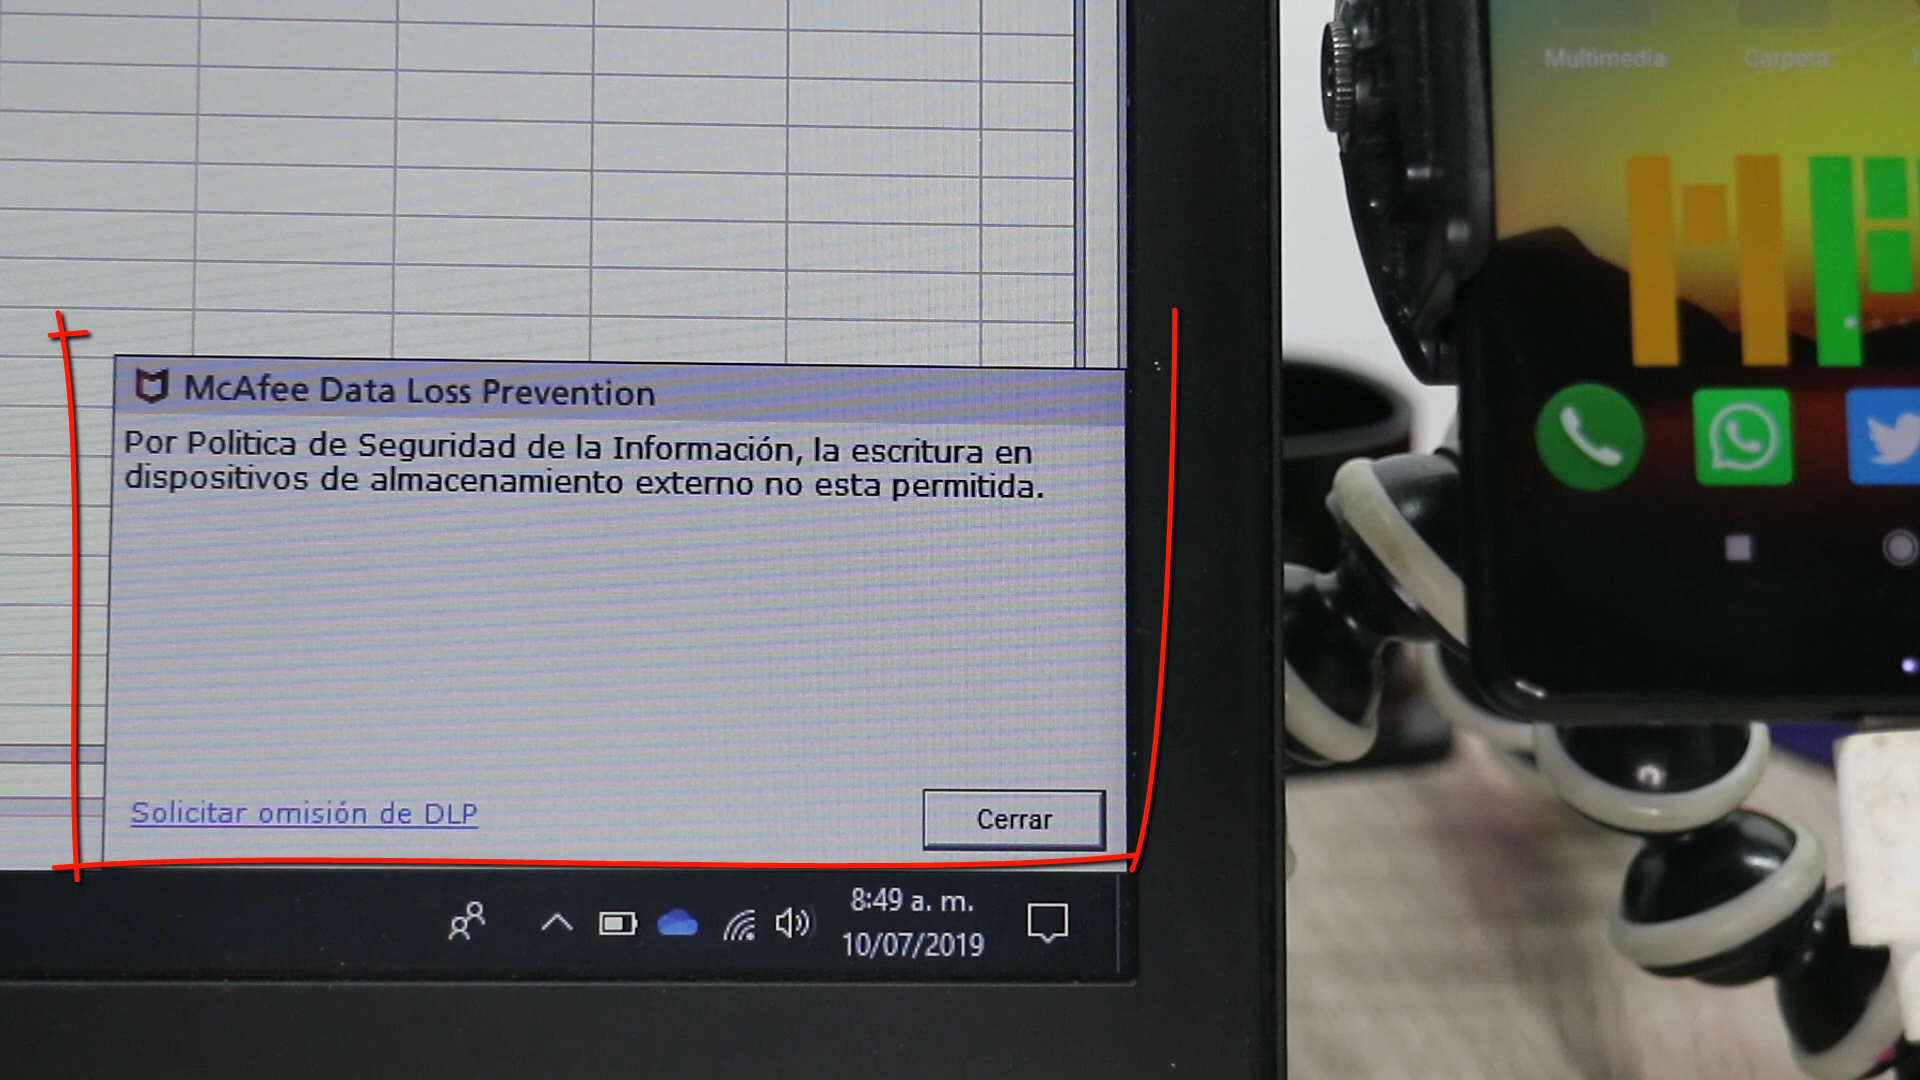 McAfee Data Loss Prevention
Por Politica de Seguridad de la Información, la escritura en
dispositivos de almacenamiento externo no esta permitida.
Solicitar omisión de DLP
Cerrar
8:49 a. m.
10/07/2019
Multimedia
Carpeta